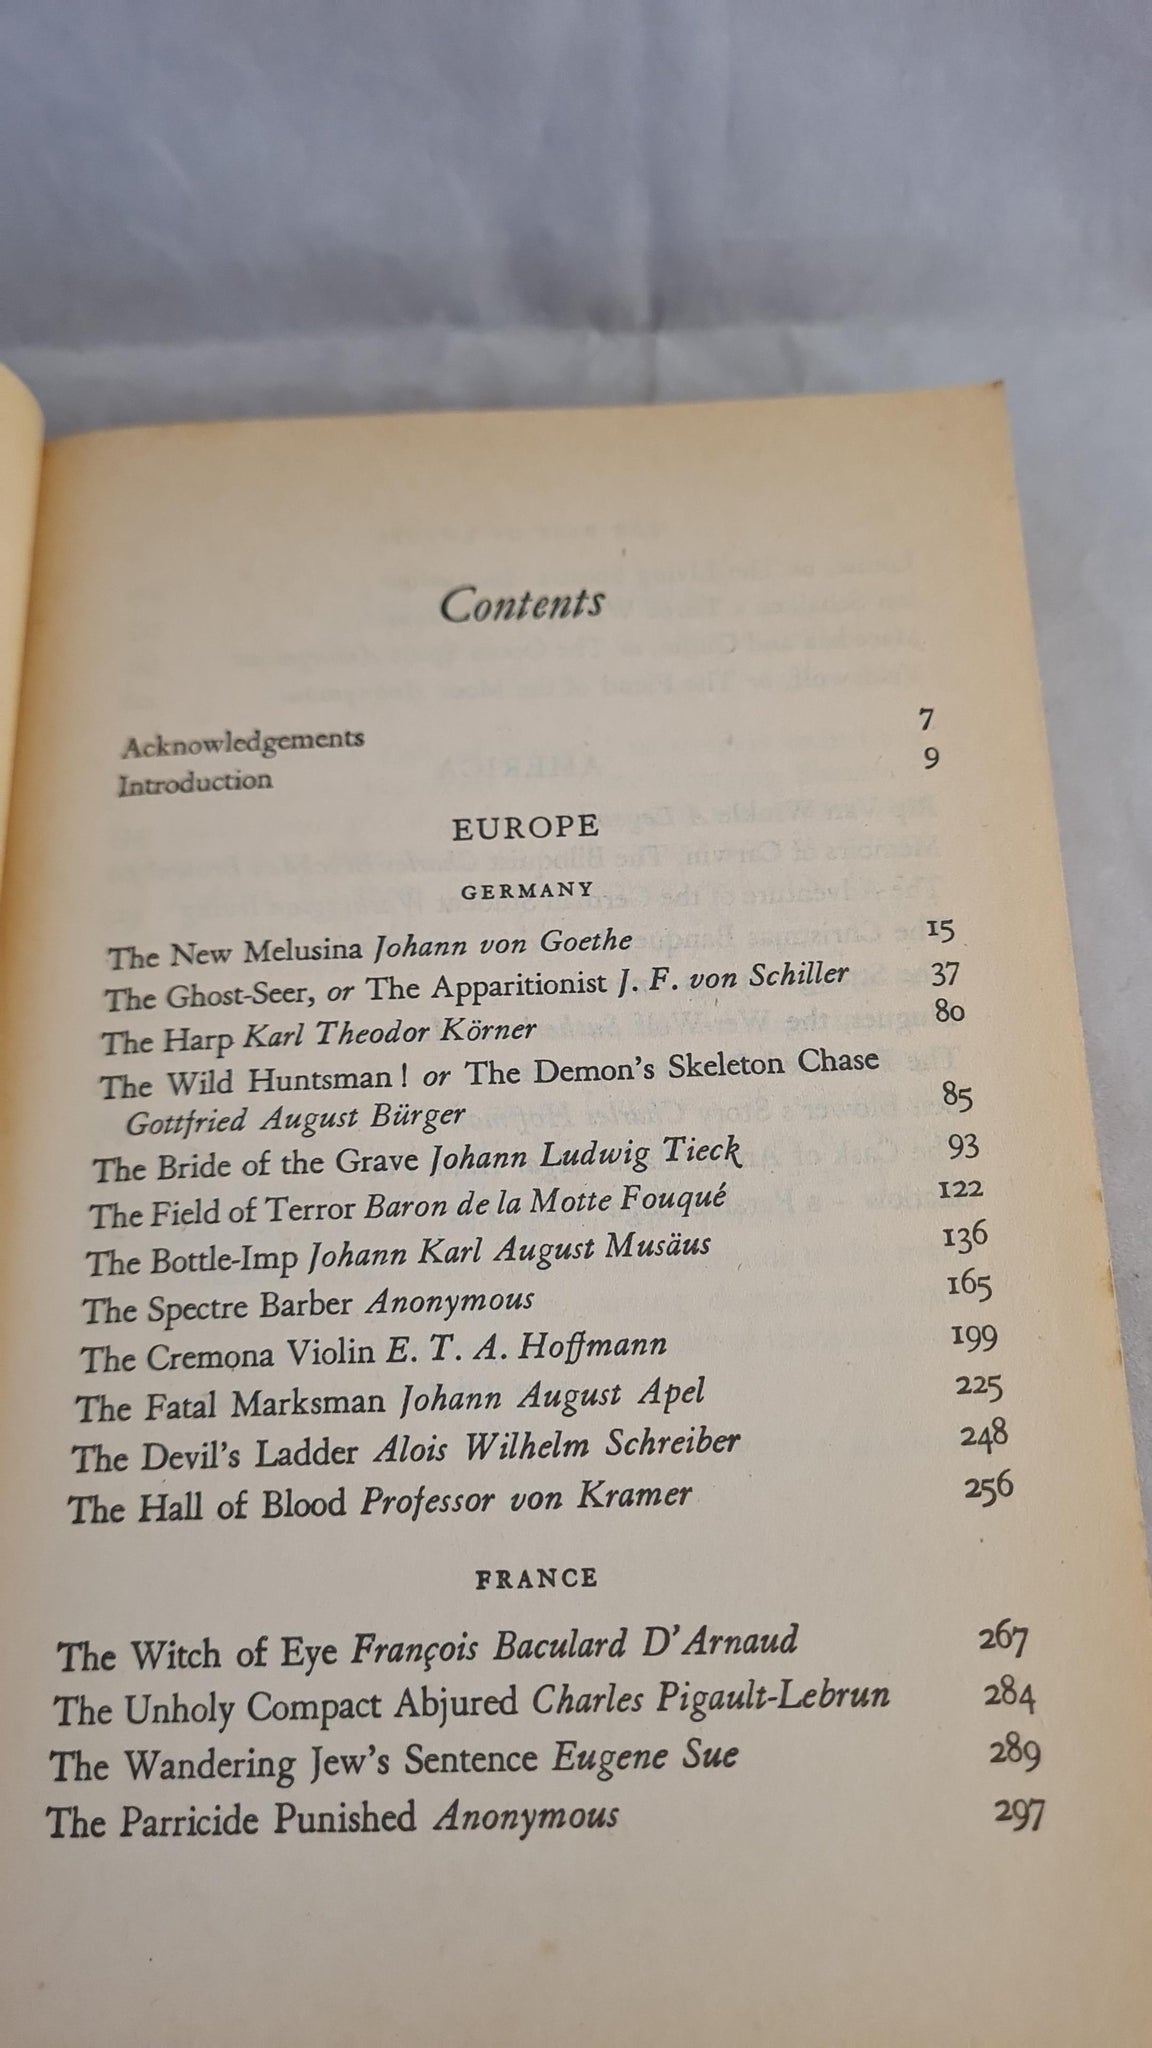 Contents
Acknowledgements 7
Introduction 9
EUROPE
GERMANY
The New Melusina Johann von Goethe 15
The Ghost-Seer, or The Apparitionist J. F. von Schiller 37
The Harp Karl Theodor Körner 80
The Wild Huntsman! or The Demon's Skeleton Chase
Gottfried August Bürger 85
The Bride of the Grave Johann Ludwig Tieck 93
The Field of Terror Baron de la Motte Fouqué 122
The Bottle-Imp Johann Karl August Musäus 136
The Spectre Barber Anonymous 165
The Cremona Violin E. T. A. Hoffmann 199
The Fatal Marksman Johann August Apel 225
The Devil's Ladder Alois Wilhelm Schreiber 248
The Hall of Blood Professor von Kramer 256
FRANCE
The Witch of Eye François Baculard D'Arnaud 267
The Unholy Compact Abjured Charles Pigault-Lebrun 284
The Wandering Jew's Sentence Eugene Sue 289
The Parricide Punished Anonymous 297